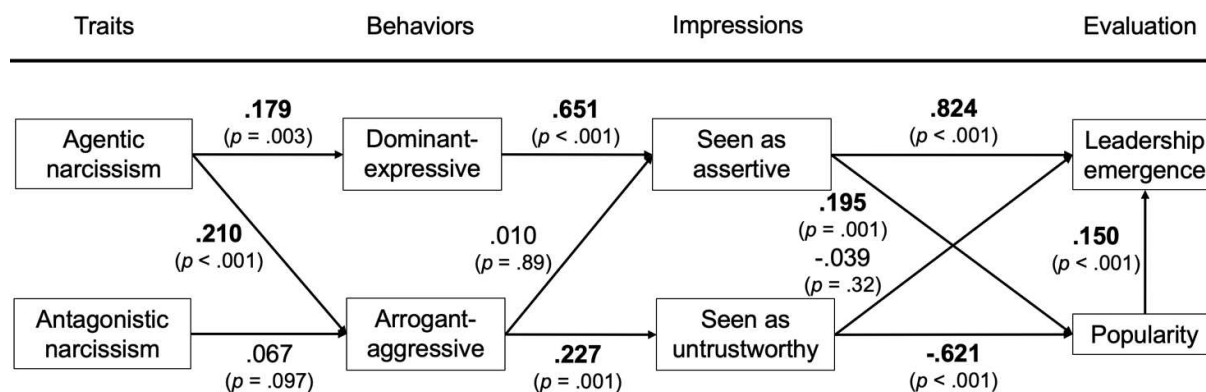 Traits Behaviors Impressions Evaluation
.179 .651 .824
(p = .003) (p < .001) (p < .001)
Agentic narcissism
Dominant-expressive
Seen as assertive
Leadership emergence
.210
(p < .001)
.010
(p = .89)
.195
(p = .001)
-.039
(p = .32)
.150
(p < .001)
Antagonistic narcissism
Arrogant-aggressive
Seen as untrustworthy
Popularity
.067 .227 -.621
(p = .097) (p = .001) (p < .001)